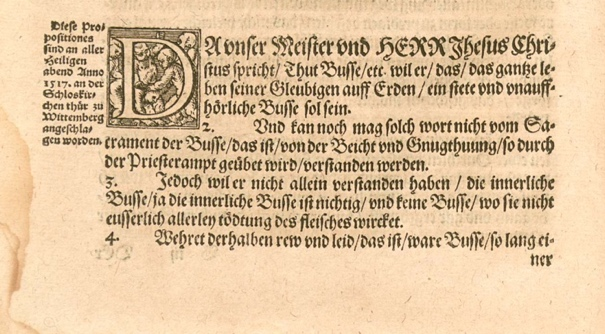 Diese Pro-
positiones
sind an aller
Heiligen
abend Anno
1517. an der
Schloskir-
chen thür zu
Wittemberg
angeschla-
gen worden.
DA vnser Meister vnd HERR Jhesus Chri-
stus spricht/ Thut Busse/ etc. wil er/ das/ das gantze le-
ben seiner Gleubigen auff Erden/ ein stete vnd vnauff-
hörliche Busse sol sein.
2. Vnd kan noch mag solch wort nicht vom Sa-
crament der Busse/ das ist/ von der Beicht vnd Gnugthuung/ so durch
der Priesterampt geübet wird/ verstanden werden.
3. Jedoch wil er nicht allein verstanden haben / die innerliche
Busse/ ja die innerliche Busse ist nichtig/ vnd keine Busse/ wo sie nicht
eusserlich allerley tödtung des fleisches wircket.
4. Wehret derhalben rew vnd leid/ das ist/ ware Busse/ so lang ei-
ner